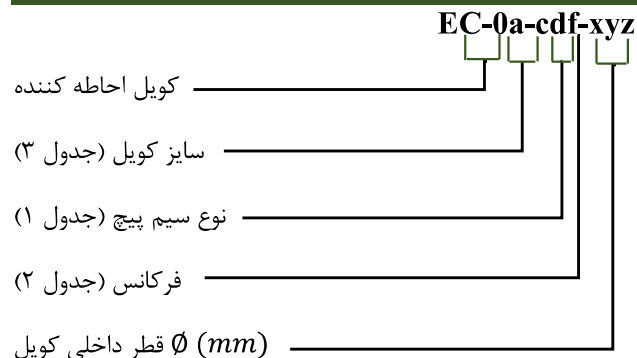 EC-0a-cdf-xyz
کویل احاطه کننده
سایز کویل (جدول ۳)
نوع سیم پیچ (جدول ۱)
فرکانس (جدول ۲)
قطر داخلی کویل Ø (mm)